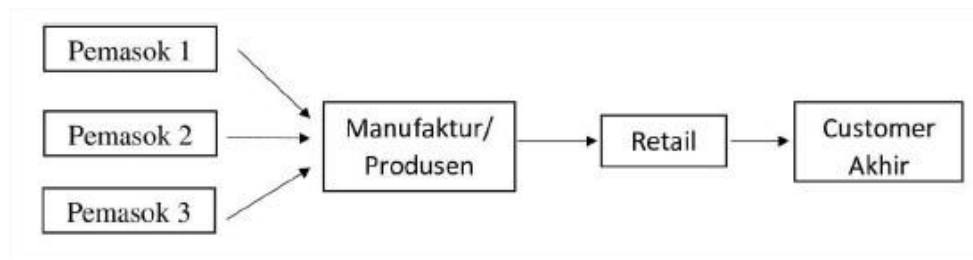 Pemasok 1
Pemasok 2
Pemasok 3
Manufaktur/
Produsen
Retail
Customer
Akhir